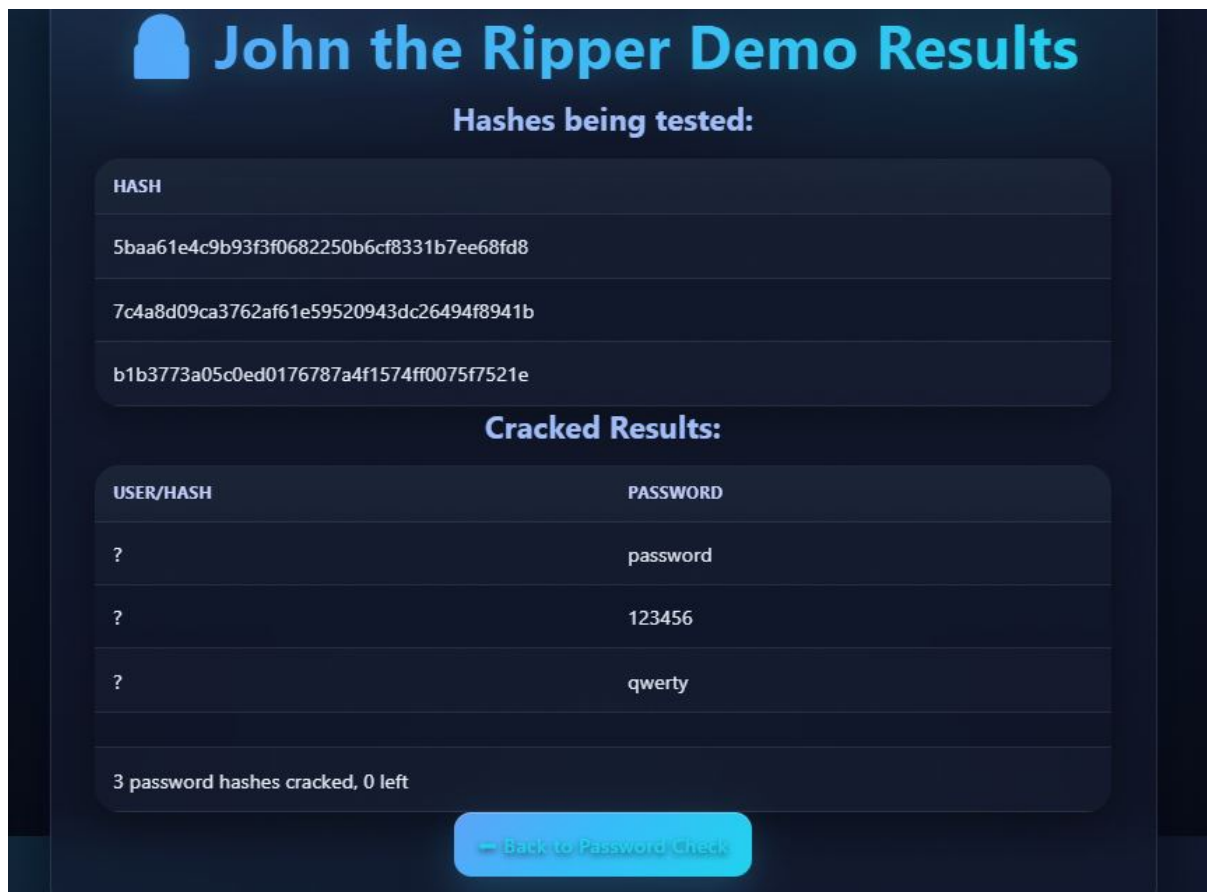 John the Ripper Demo Results
Hashes being tested:
HASH
5baa61e4c9b93f3f0682250b6cf8331b7ee68fd8
7c4a8d09ca3762af61e59520943dc26494f8941b
b1b3773a05c0ed0176787a4f1574ff0075f7521e
Cracked Results:
USER/HASH PASSWORD
? password
? 123456
? qwerty
3 password hashes cracked, 0 left
Back to Password Check